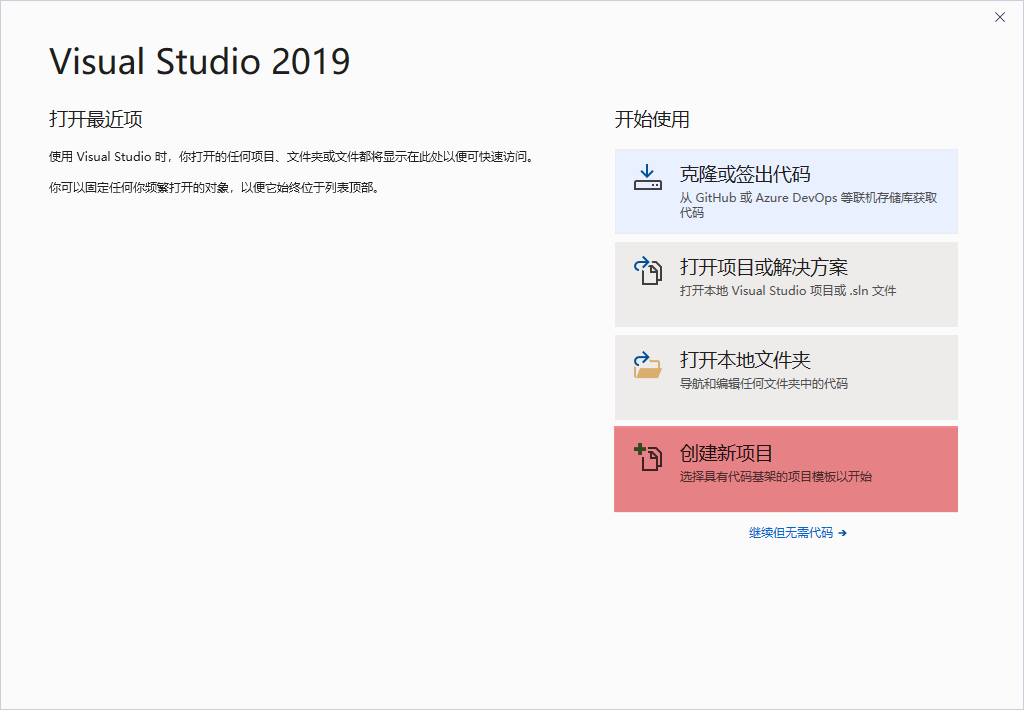 Visual Studio 2019
打开最近项
使用 Visual Studio 时，你打开的任何项目、文件夹或文件都将显示在此处以便可快速访问。
你可以固定任何你频繁打开的对象，以便它始终位于列表顶部。
开始使用
克隆或签出代码
从 GitHub 或 Azure DevOps 等联机存储库获取
代码
打开项目或解决方案
打开本地 Visual Studio 项目或 .sln 文件
打开本地文件夹
导航和编辑任何文件夹中的代码
创建新项目
选择具有代码基架的项目模板以开始
继续但无需代码 →